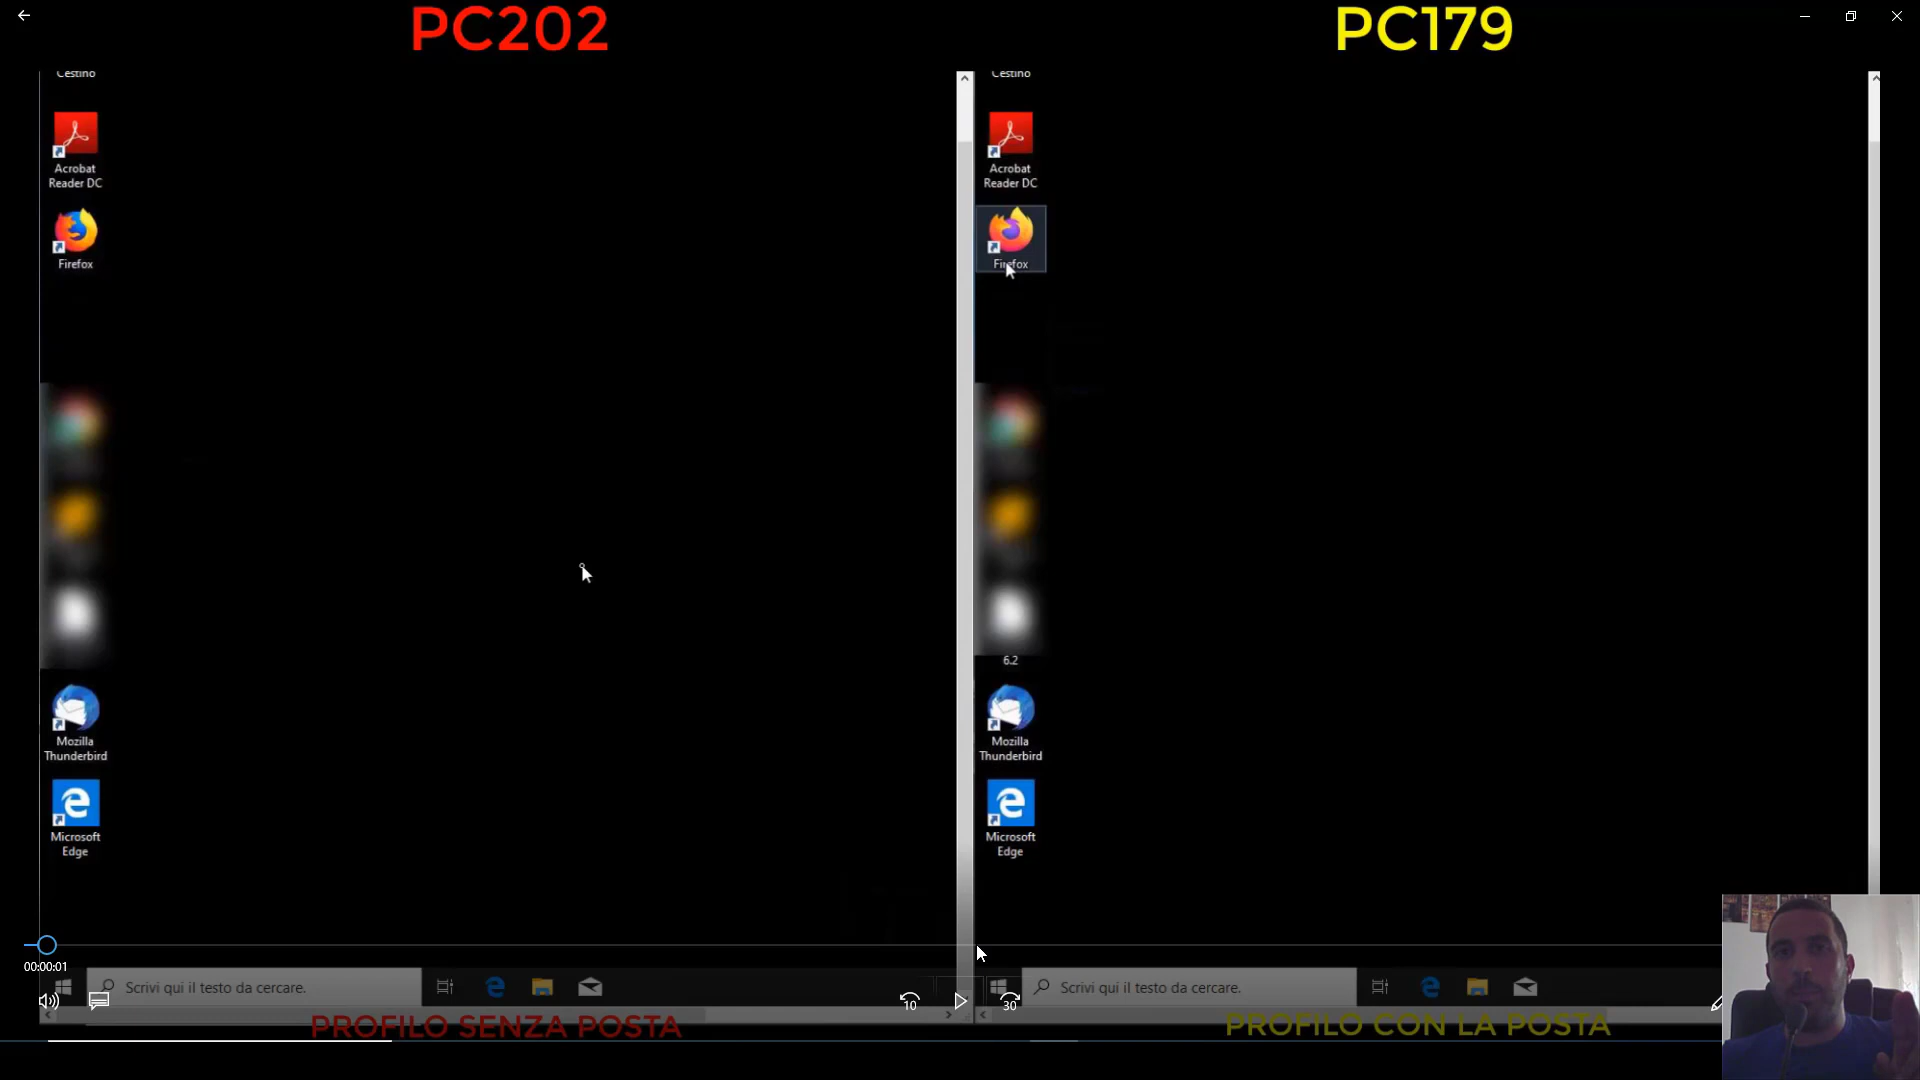 PC202
PC179
Cestino
Acrobat
Reader DC
Firefox
Mozilla
Thunderbird
Microsoft
Edge
Cestino
Acrobat
Reader DC
Firefox
6.2
Mozilla
Thunderbird
Microsoft
Edge
00:00:01
Scrivi qui il testo da cercare.
10
30
Scrivi qui il testo da cercare.
PROFILO SENZA POSTA
PROFILO CON LA POSTA